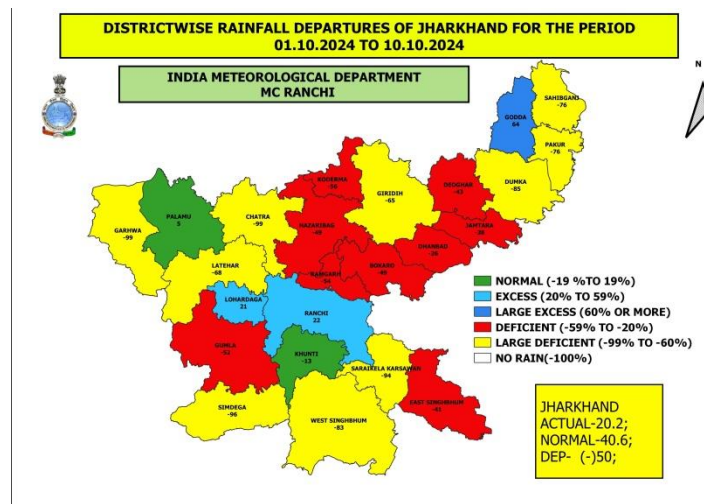 DISTRICTWISE RAINFALL DEPARTURES OF JHARKHAND FOR THE PERIOD
01.10.2024 TO 10.10.2024
INDIA METEOROLOGICAL DEPARTMENT
MC RANCHI
N
SAHIBGANJ
-76
GODDA
64
PAKUR
-76
DUMKA
-85
DEOGHAR
JAMTARA
KODERMA
GIRIDIH
-65
PALAMU
5
CHATRA
-99
GARHWA
-99
HAZARIBAG
DHANBAD
BOKARO
LATEHAR
-68
RAMGARH
LOHARDAGA
21
RANCHI
22
GUMLA
KHUNTI
-13
SARAIKELA KARSAWAN
-94
EAST SINGHBHUM
SIMDEGA
-96
WEST SINGHBHUM
-83
NORMAL (-19 %TO 19%)
EXCESS (20% TO 59%)
LARGE EXCESS (60% OR MORE)
DEFICIENT (-59% TO -20%)
LARGE DEFICIENT (-99% TO -60%)
NO RAIN(-100%)
JHARKHAND
ACTUAL-20.2;
NORMAL-40.6;
DEP- (-)50;